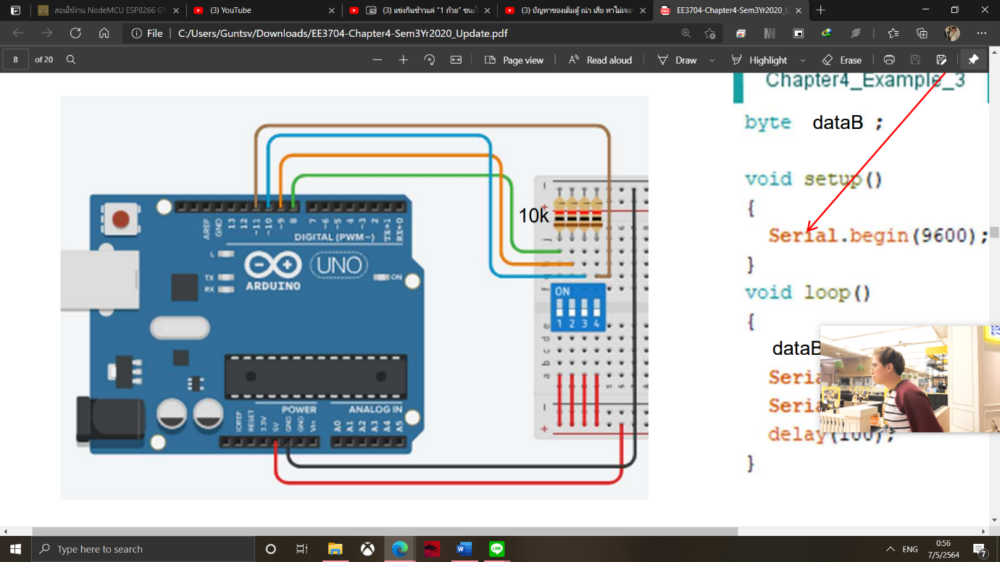 สอนใช้งาน NodeMCU ESP8266 GY
(3) YouTube
(3) แข่งกินข้าวแค่ "1 ถ้วย" ชนะไ
(3) ปัญหาของเต็มตู้ เน่า เสีย หาไม่เจอ
EE3704-Chapter4-Sem3Yr2020_U
File
C:/Users/Guntsv/Downloads/EE3704-Chapter4-Sem3Yr2020_Update.pdf
8 of 20
Page view
Read aloud
Draw
Highlight
Erase
Chapter4_Example_3
byte dataB ;
void setup()
{
Serial.begin(9600);
}
void loop()
{
dataB
Seria
Seria
delay(100);
}
10k
AREF
GND
13
12
~11
~10
~9
8
7
~6
~5
4
~3
2
TX→1
RX←0
DIGITAL (PWM~)
L
TX
RX
ARDUINO
UNO
ON
ON
1 2 3 4
POWER
ANALOG IN
IOREF
RESET
3.3V
5V
GND
GND
Vin
A0
A1
A2
A3
A4
A5
j
e
d
c
b
a
Type here to search
ENG
0:56
7/5/2564
7